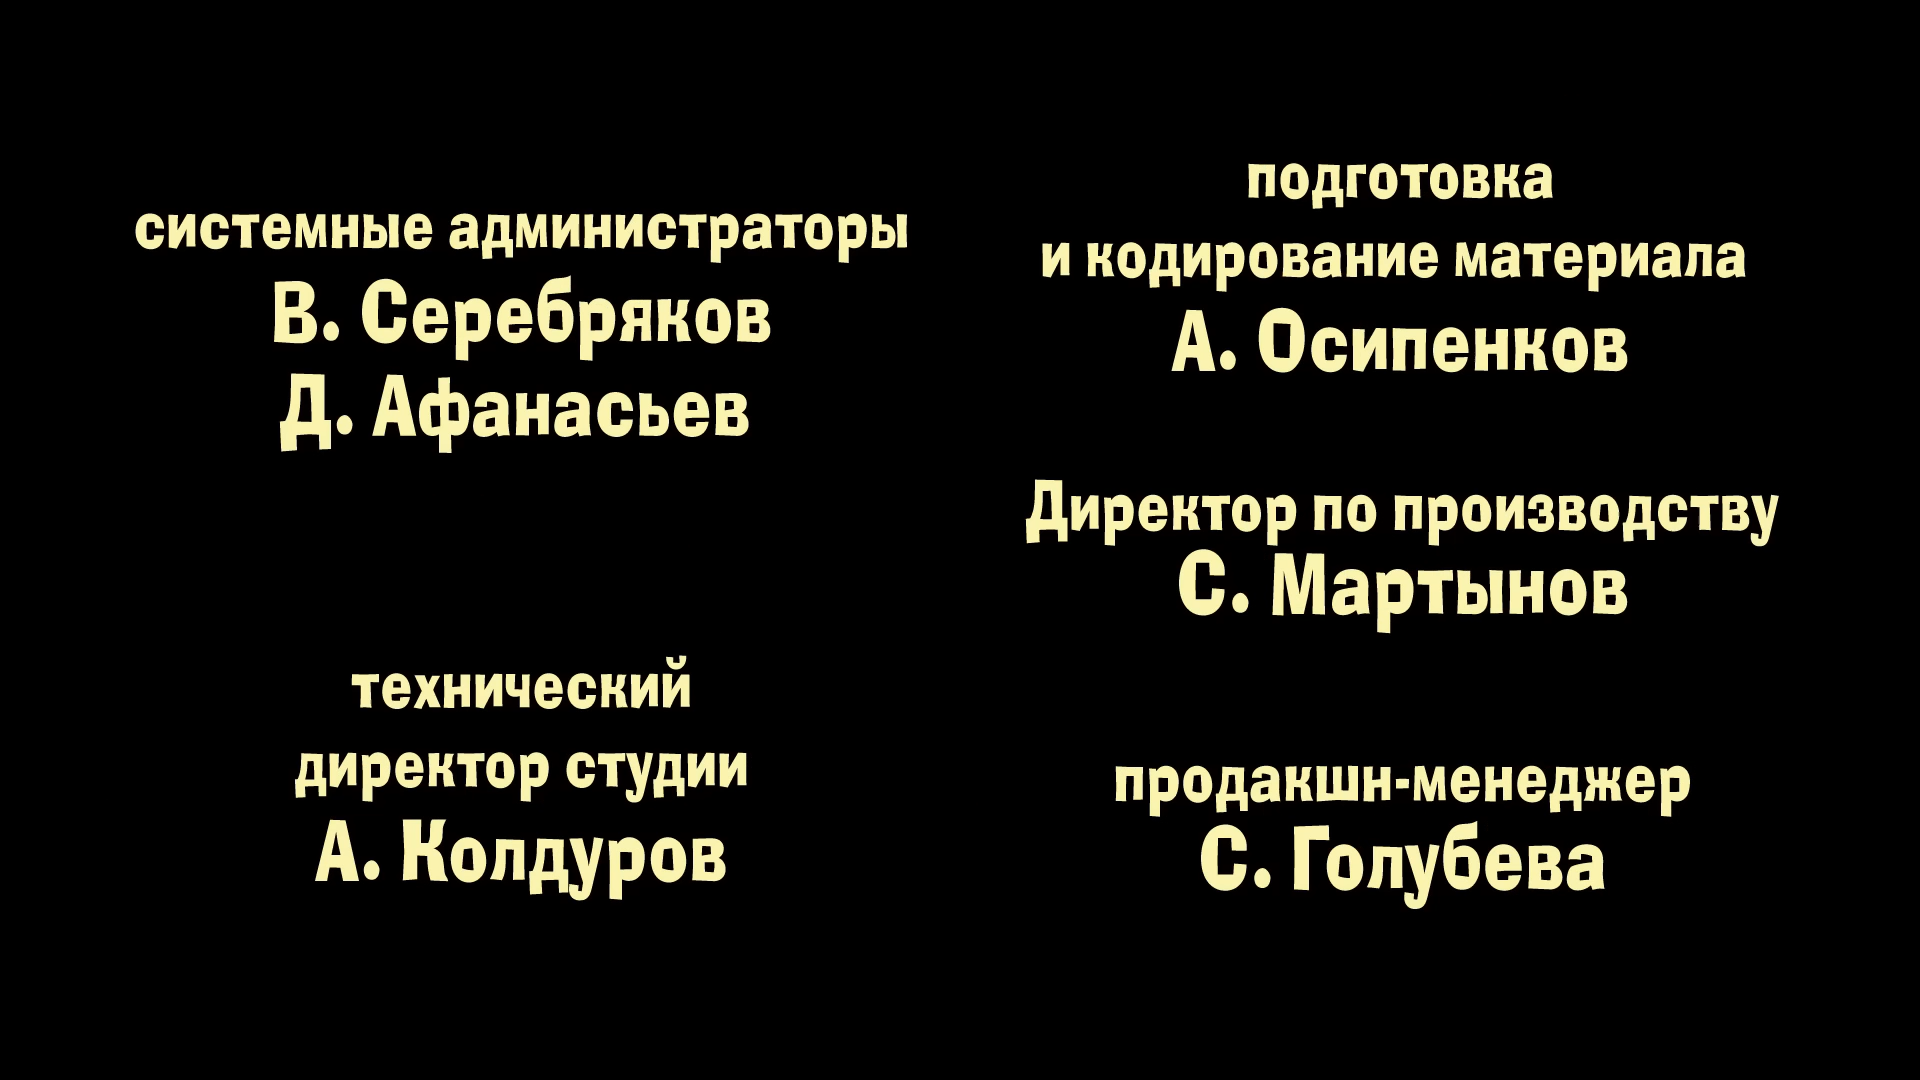 системные администраторы
В. Серебряков
Д. Афанасьев
технический
директор студии
А. Колдуров
подготовка
и кодирование материала
А. Осипенков
Директор по производству
С. Мартынов
продакшн-менеджер
С. Голубева